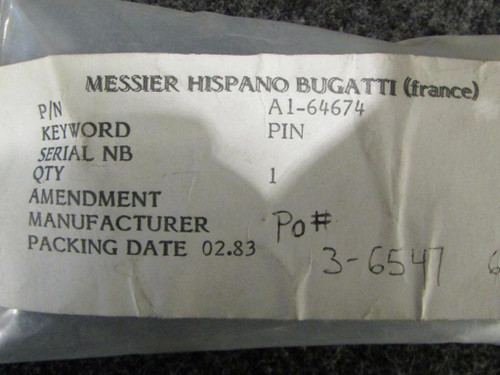 MESSIER HISPANO BUGATTI (france)
P/N A1-64674
KEYWORD PIN
SERIAL NB
QTY 1
AMENDMENT
MANUFACTURER Po#
PACKING DATE 02.83
3-6547